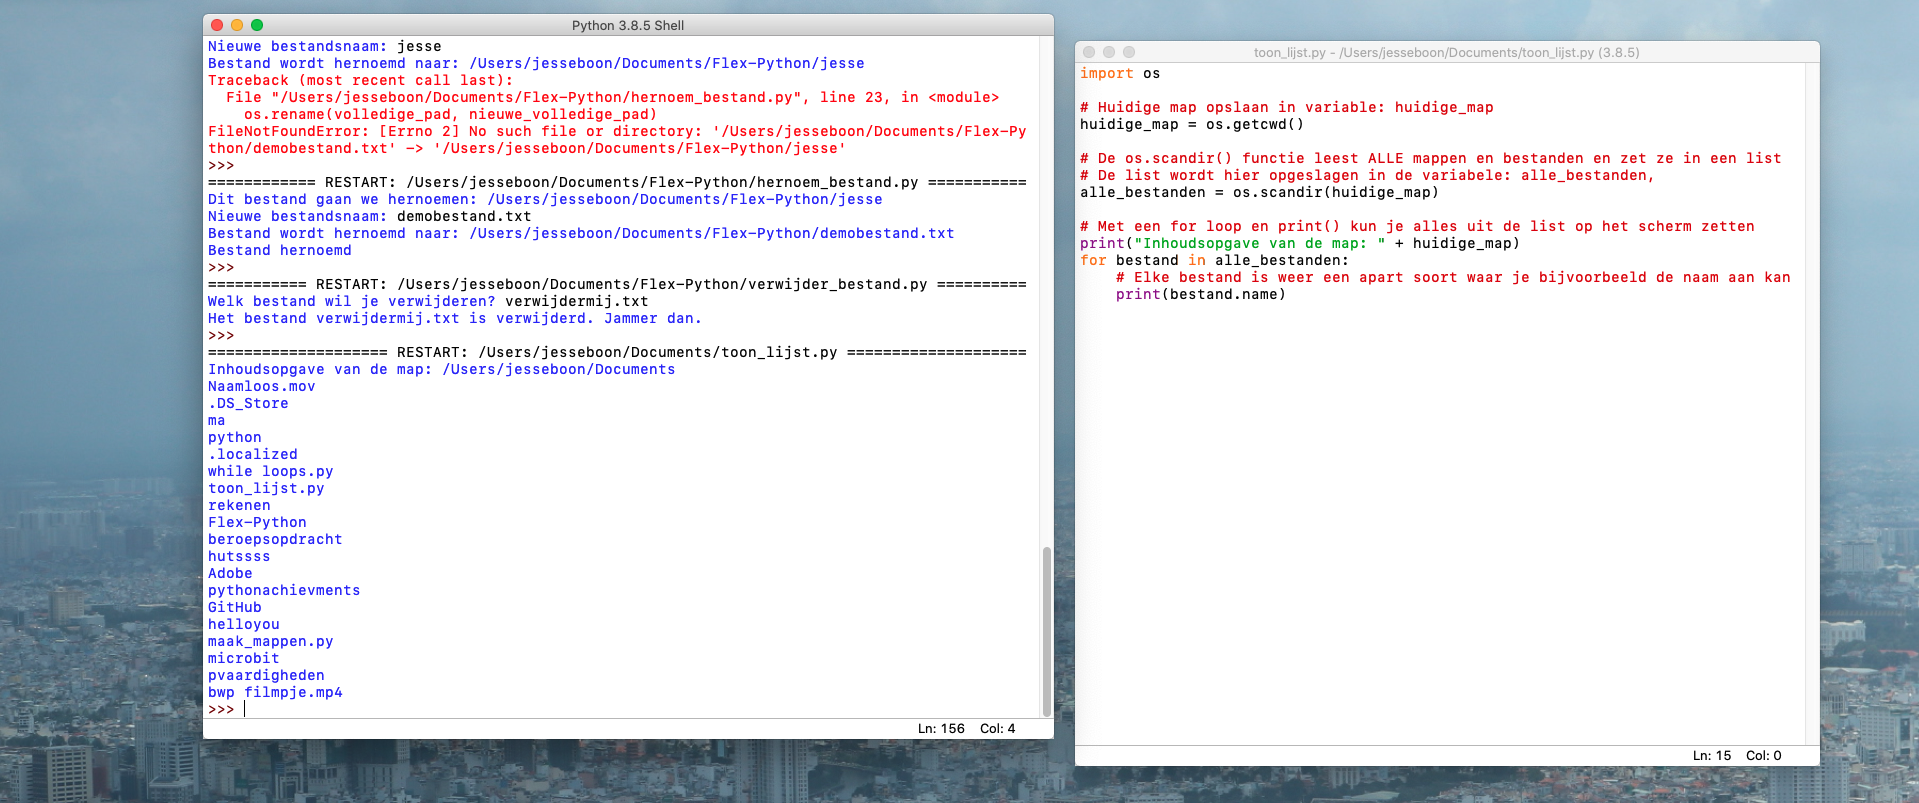 Python 3.8.5 Shell
Nieuwe bestandsnaam: jesse
Bestand wordt hernoemd naar: /Users/jesseboon/Documents/Flex-Python/jesse
Traceback (most recent call last):
  File "/Users/jesseboon/Documents/Flex-Python/hernoem_bestand.py", line 23, in <module>
    os.rename(volledige_pad, nieuwe_volledige_pad)
FileNotFoundError: [Errno 2] No such file or directory: '/Users/jesseboon/Documents/Flex-Py
thon/demobestand.txt' -> '/Users/jesseboon/Documents/Flex-Python/jesse'
>>>
============ RESTART: /Users/jesseboon/Documents/Flex-Python/hernoem_bestand.py ===========
Dit bestand gaan we hernoemen: /Users/jesseboon/Documents/Flex-Python/jesse
Nieuwe bestandsnaam: demobestand.txt
Bestand wordt hernoemd naar: /Users/jesseboon/Documents/Flex-Python/demobestand.txt
Bestand hernoemd
>>>
=========== RESTART: /Users/jesseboon/Documents/Flex-Python/verwijder_bestand.py ==========
Welk bestand wil je verwijderen? verwijdermij.txt
Het bestand verwijdermij.txt is verwijderd. Jammer dan.
>>>
==================== RESTART: /Users/jesseboon/Documents/toon_lijst.py ====================
Inhoudsopgave van de map: /Users/jesseboon/Documents
Naamloos.mov
.DS_Store
ma
python
.localized
while loops.py
toon_lijst.py
rekenen
Flex-Python
beroepsopdracht
hutssss
Adobe
pythonachievments
GitHub
helloyou
maak_mappen.py
microbit
pvaardigheden
bwp filmpje.mp4
>>>
Ln: 156 Col: 4
toon_lijst.py - /Users/jesseboon/Documents/toon_lijst.py (3.8.5)
import os
# Huidige map opslaan in variable: huidige_map
huidige_map = os.getcwd()
# De os.scandir() functie leest ALLE mappen en bestanden en zet ze in een list
# De list wordt hier opgeslagen in de variabele: alle_bestanden,
alle_bestanden = os.scandir(huidige_map)
# Met een for loop en print() kun je alles uit de list op het scherm zetten
print("Inhoudsopgave van de map: " + huidige_map)
for bestand in alle_bestanden:
    # Elke bestand is weer een apart soort waar je bijvoorbeeld de naam aan kan
    print(bestand.name)
Ln: 15 Col: 0